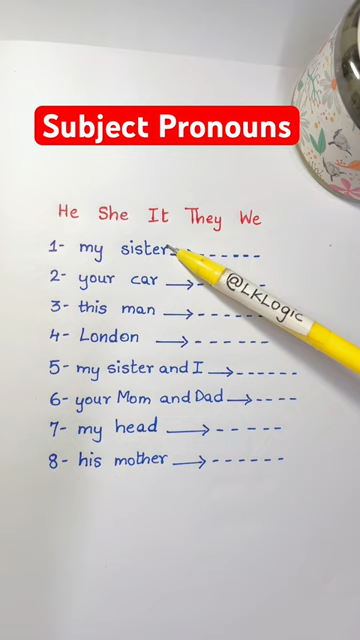 Subject Pronouns
He She It They We
1- my sister - - - - - -
2- your car → - - - - - -
3- this man → - - - - - -
4- London → - - - - - -
5- my sister and I → - - - - - -
6- your Mom and Dad → - - - -
7- my head → - - - - -
8- his mother → - - - - - -
@LKLogic